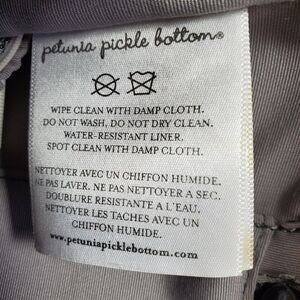 petunia pickle bottom®
WIPE CLEAN WITH DAMP CLOTH.
DO NOT WASH, DO NOT DRY CLEAN.
WATER-RESISTANT LINER.
SPOT CLEAN WITH DAMP CLOTH.
NETTOYER AVEC UN CHIFFON HUMIDE.
NE PAS LAVER. NE PAS NETTOYER A SEC.
DOUBLURE RESISTANTE A L'EAU.
NETTOYER LES TACHES AVEC UN
CHIFFON HUMIDE.
www.petuniapicklebottom.com